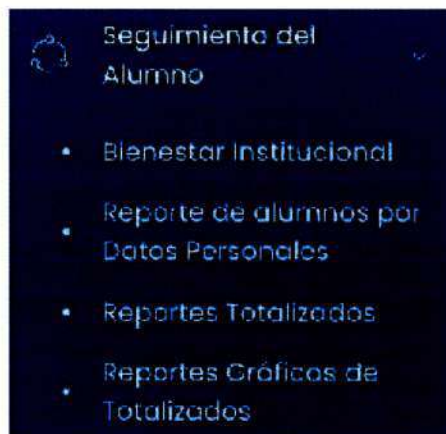 Seguimiento del
Alumno
• Bienestar Institucional
• Reporte de alumnos por
Datos Personales
• Reportes Totalizados
• Reportes Gráficos de
Totalizados